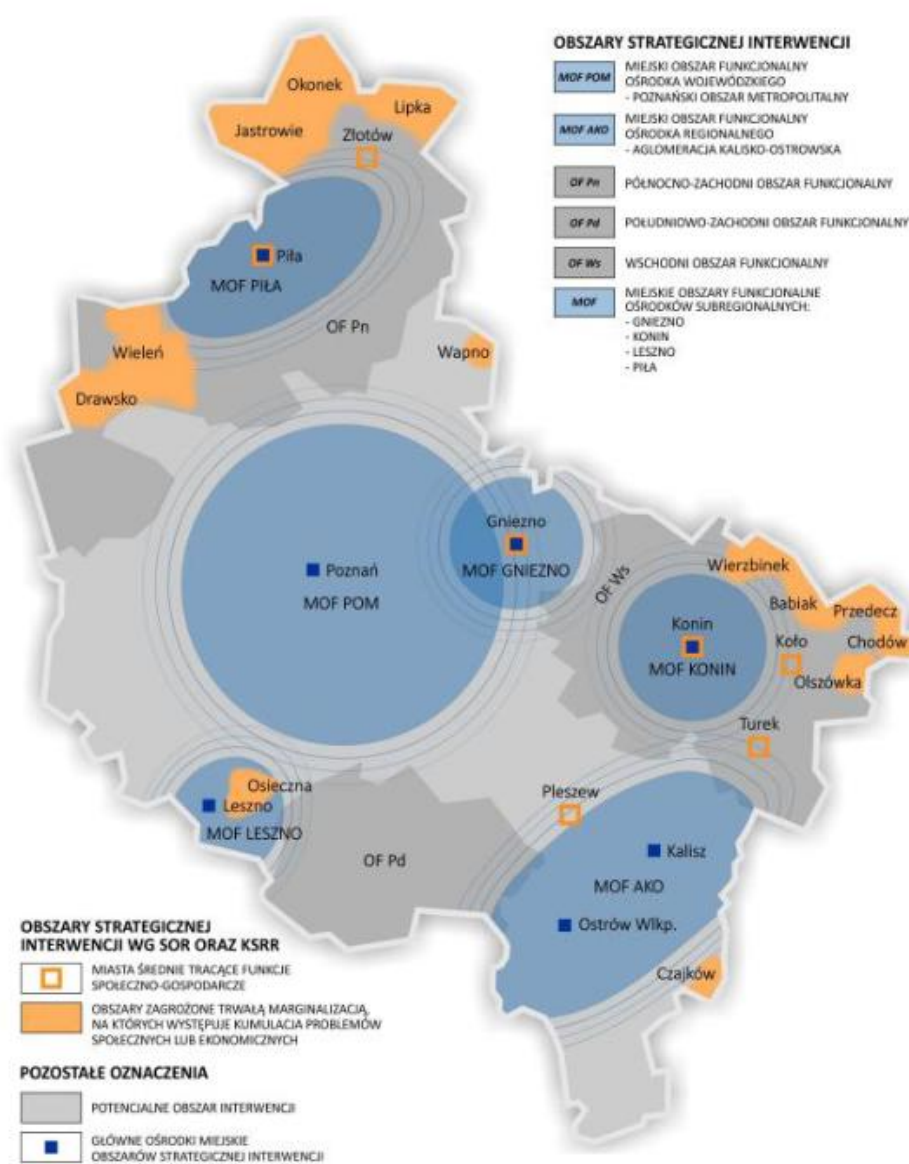 OBSZARY STRATEGICZNEJ INTERWENCJI
MOF POM
MIEJSKI OBSZAR FUNKCJONALNY
OŚRODKA WOJEWÓDZKIEGO
- POZNAŃSKI OBSZAR METROPOLITALNY
MOF AKO
MIEJSKI OBSZAR FUNKCJONALNY
OŚRODKA REGIONALNEGO
- AGLOMERACJA KALISKO-OSTROWSKA
OF Pn
PÓŁNOCNO-ZACHODNI OBSZAR FUNKCJONALNY
OF Pd
POŁUDNIOWO-ZACHODNI OBSZAR FUNKCJONALNY
OF Ws
WSCHODNI OBSZAR FUNKCJONALNY
MOF
MIEJSKIE OBSZARY FUNKCJONALNE
OŚRODKÓW SUBREGIONALNYCH:
- GNIEZNO
- KONIN
- LESZNO
- PIŁA
Okonek
Lipka
Jastrowie
Złotów
Piła
MOF PIŁA
OF Pn
Wieleń
Wapno
Drawsko
Gniezno
MOF GNIEZNO
Poznań
MOF POM
OF Ws
Wierzbinek
Babiak
Przedecz
Konin
Koło
Chodów
MOF KONIN
Olszówka
Turek
Osieczna
Leszno
MOF LESZNO
Pleszew
OF Pd
Kalisz
MOF AKO
Ostrów Wlkp.
Czajków
OBSZARY STRATEGICZNEJ
INTERWENCJI WG SOR ORAZ KSRR
MIASTA ŚREDNIE TRACĄCE FUNKCJE
SPOŁECZNO-GOSPODARCZE
OBSZARY ZAGROŻONE TRWAŁĄ MARGINALIZACJĄ,
NA KTÓRYCH WYSTĘPUJE KUMULACJA PROBLEMÓW
SPOŁECZNYCH LUB EKONOMICZNYCH
POZOSTAŁE OZNACZENIA
POTENCJALNE OBSZAR INTERWENCJI
GŁÓWNE OŚRODKI MIEJSKIE
OBSZARÓW STRATEGICZNEJ INTERWENCJI